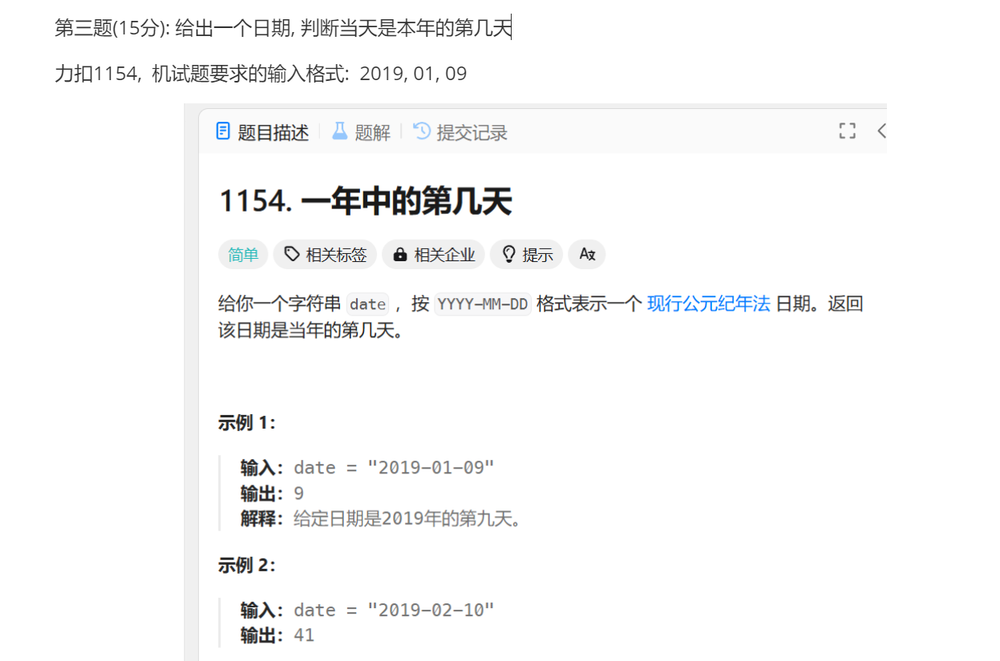 第三题(15分): 给出一个日期, 判断当天是本年的第几天
力扣1154, 机试题要求的输入格式: 2019, 01, 09
题目描述 题解 提交记录
1154. 一年中的第几天
简单 相关标签 相关企业 提示 A文
给你一个字符串 date ，按 YYYY-MM-DD 格式表示一个 现行公元纪年法 日期。返回
该日期是当年的第几天。
示例 1：
输入：date = "2019-01-09"
输出：9
解释：给定日期是2019年的第九天。
示例 2：
输入：date = "2019-02-10"
输出：41